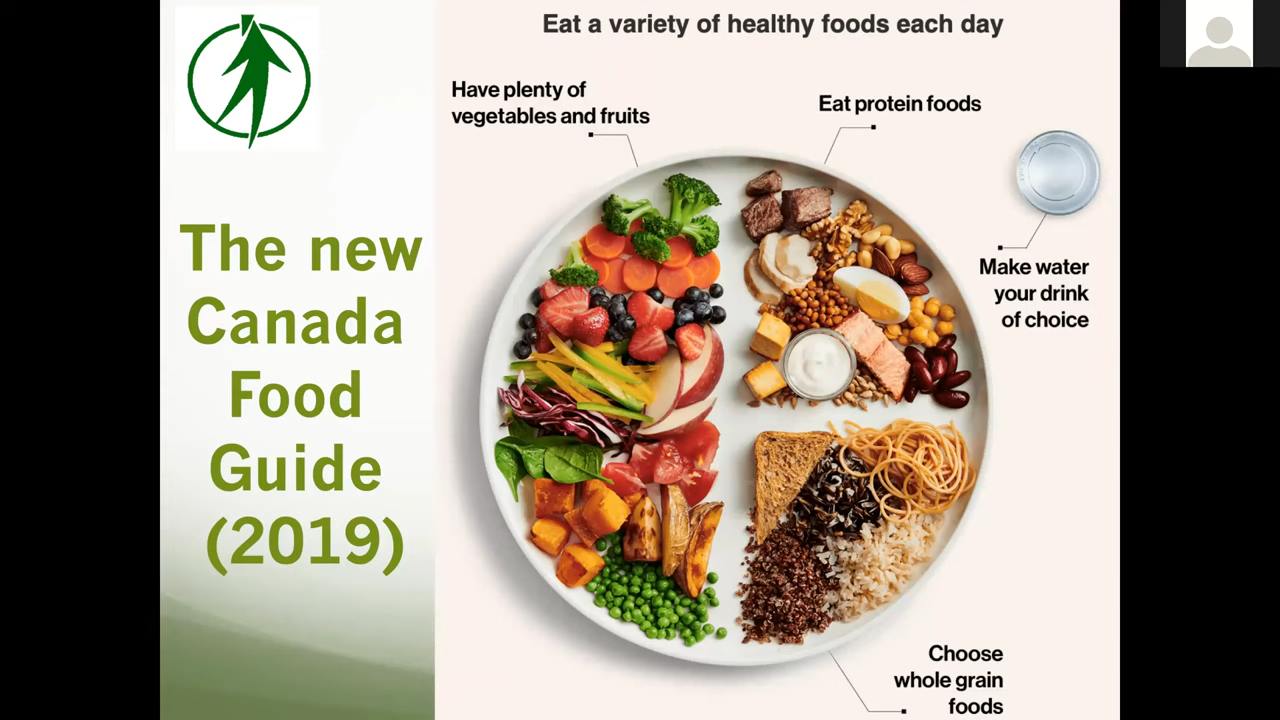 Eat a variety of healthy foods each day
Have plenty of
vegetables and fruits
Eat protein foods
Make water
your drink
of choice
Choose
whole grain
foods
The new
Canada
Food
Guide
(2019)